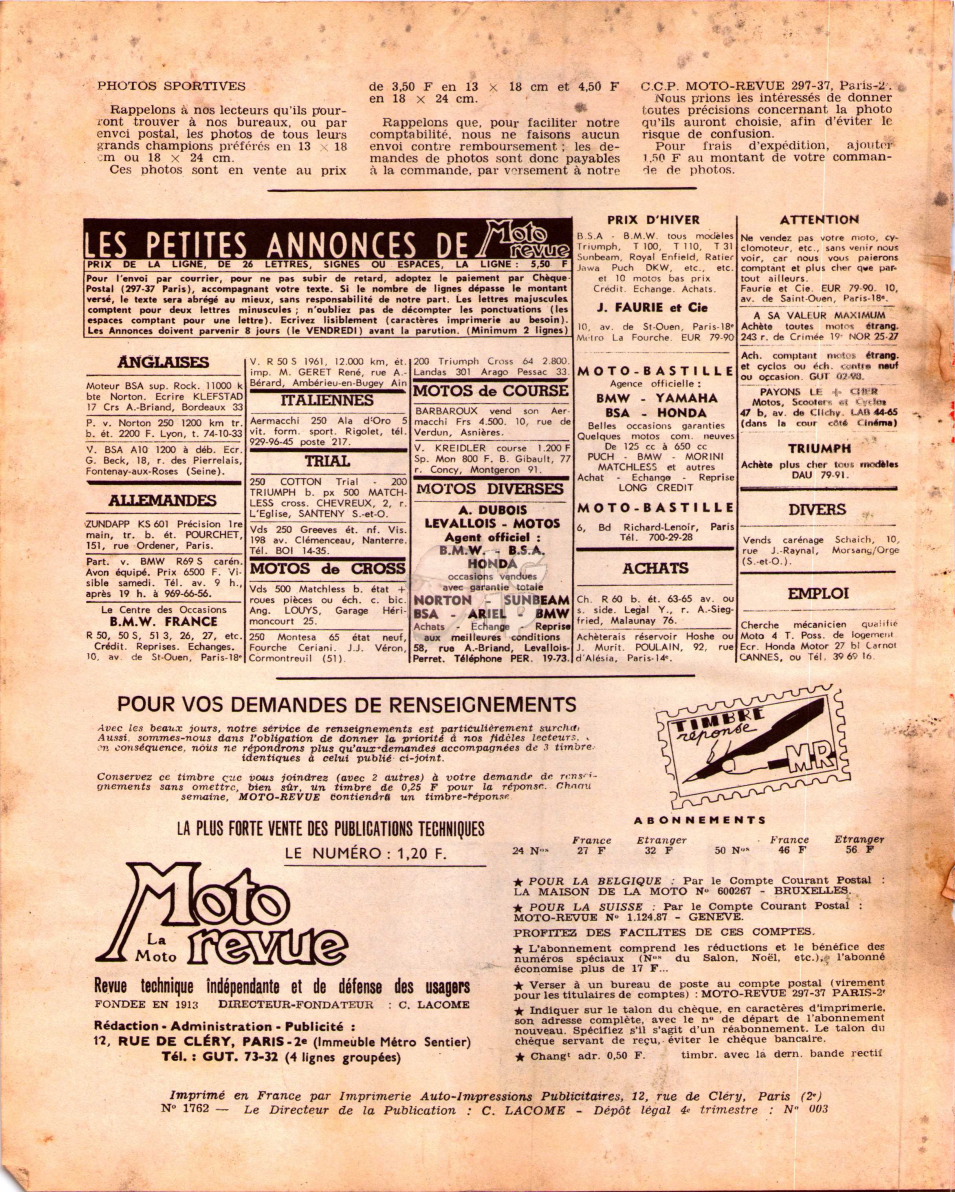 PHOTOS SPORTIVES
Rappelons à nos lecteurs qu'ils pour-
ront trouver à nos bureaux, ou par
envoi postal, les photos de tous leurs
grands champions préférés en 13 × 18
cm ou 18 × 24 cm.
Ces photos sont en vente au prix
de 3,50 F en 13 × 18 cm et 4,50 F
en 18 × 24 cm.
Rappelons que, pour faciliter notre
comptabilité, nous ne faisons aucun
envoi contre remboursement ; les de-
mandes de photos sont donc payables
à la commande, par versement à notre
C.C.P. MOTO-REVUE 297-37, Paris-2e.
Nous prions les intéressés de donner
toutes précisions concernant la photo
qu'ils auront choisie, afin d'éviter le
risque de confusion.
Pour frais d'expédition, ajouter
1,50 F au montant de votre comman-
de de photos.
LES PETITES ANNONCES DE Moto revue
PRIX DE LA LIGNE, DE 26 LETTRES, SIGNES OU ESPACES, LA LIGNE : 5,50 F
Pour l'envoi par courrier, pour ne pas subir de retard, adoptez le paiement par Chèque-
Postal (297-37 Paris), accompagnant votre texte. Si le nombre de lignes dépasse le montant
versé, le texte sera abrégé au mieux, sans responsabilité de notre part. Les lettres majuscules
comptent pour deux lettres minuscules ; n'oubliez pas de décompter les ponctuations (les
espaces comptant pour une lettre). Ecrivez lisiblement (caractères imprimerie au besoin).
Les Annonces doivent parvenir 8 jours (le VENDREDI) avant la parution. (Minimum 2 lignes)
ANGLAISES
Moteur BSA sup. Rock. 11000 k
bte Norton. Ecrire KLEFSTAD
17 Crs A.-Briand, Bordeaux 33
P. v. Norton 250 1200 km tr.
b. ét. 2200 F. Lyon, t. 74-10-33
V. BSA A10 1200 à déb. Ecr.
G. Beck, 18, r. des Pierrelais,
Fontenay-aux-Roses (Seine).
ALLEMANDES
ZUNDAPP KS 601 Précision 1re
main, tr. b. ét. POURCHET,
151, rue Ordener, Paris.
Part. v. BMW R69 S carén.
Avon équipé. Prix 6500 F. Vi-
sible samedi. Tél. av. 9 h.,
après 19 h. à 969-66-56.
Le Centre des Occasions
B.M.W. FRANCE
R 50, 50 S, 51 3, 26, 27, etc.
Crédit. Reprises. Echanges.
10, av. de St-Ouen, Paris-18e
V. R 50 S 1961, 12.000 km, ét.
imp. M. GERET René, rue A.-
Bérard, Ambérieu-en-Bugey Ain
ITALIENNES
Aermacchi 250 Ala d'Oro 5
vit. form. sport. Rigolet, tél.
929-96-45 poste 217.
TRIAL
250 COTTON Trial - 200
TRIUMPH b. px 500 MATCH-
LESS cross. CHEVREUX, 2, r.
L'Eglise, SANTENY S.-et-O.
Vds 250 Greeves ét. nf. Vis.
198 av. Clémenceau, Nanterre.
Tél. BOI 14-35.
MOTOS de CROSS
Vds 500 Matchless b. état +
roues pièces ou éch. c. bic.
Ang. LOUYS, Garage Héri-
moncourt 25.
250 Montesa 65 état neuf,
Fourche Ceriani. J.J. Véron,
Cormontreuil (51).
200 Triumph Cross 64 2.800.
Landas 301 Arago Pessac 33.
MOTOS de COURSE
BARBAROUX vend son Aer-
macchi Frs 4.500. 10, rue de
Verdun, Asnières.
V. KREIDLER course 1.200 F
Sp. Mon 800 F. B. Gibault, 77
r. Concy, Montgeron 91.
MOTOS DIVERSES
A. DUBOIS
LEVALLOIS - MOTOS
Agent officiel :
B.M.W. - B.S.A.
HONDA
occasions vendues
avec garantie totale
NORTON - SUNBEAM
BSA - ARIEL - BMW
Achats - Echange - Reprise
aux meilleures conditions
58, rue A.-Briand, Levallois-
Perret. Téléphone PER. 19-73.
PRIX D'HIVER
B.S.A - B.M.W. tous modèles
Triumph, T 100, T 110, T 31
Sunbeam, Royal Enfield, Ratier
Jawa Puch DKW, etc., etc.
et 10 motos bas prix
Crédit. Echange. Achats.
J. FAURIE et Cie
10, av. de St-Ouen, Paris-18e
Métro La Fourche. EUR 79-90
MOTO-BASTILLE
Agence officielle :
BMW - YAMAHA
BSA - HONDA
Belles occasions garanties
Quelques motos com. neuves
De 125 cc à 650 cc
PUCH - BMW - MORINI
MATCHLESS et autres
Achat - Echange - Reprise
LONG CREDIT
MOTO-BASTILLE
6, Bd Richard-Lenoir, Paris
Tél. 700-29-28
ACHATS
Ch. R 60 b. ét. 63-65 av. ou
s. side. Legal Y., r. A.-Sieg-
fried, Malaunay 76.
Achèterais réservoir Hoshe ou
J. Murit. POULAIN, 92, rue
d'Alésia, Paris-14e.
ATTENTION
Ne vendez pas votre moto, cy-
clomoteur, etc., sans venir nous
voir, car nous vous paierons
comptant et plus cher que par-
tout ailleurs.
Faurie et Cie. EUR 79-90. 10,
av. de Saint-Ouen, Paris-18e.
A SA VALEUR MAXIMUM
Achète toutes motos étrang.
243 r. de Crimée 19e NOR 25-27
Ach. comptant motos étrang.
et cyclos ou éch. contre neuf
ou occasion. GUT 02-90.
PAYONS LE + CHER
Motos, Scooters et Cyclos
47 b, av. de Clichy. LAB 44-65
(dans la cour côté Cinéma)
TRIUMPH
Achète plus cher tous modèles
DAU 79-91.
DIVERS
Vends carénage Schaich, 10,
rue J.-Raynal, Morsang/Orge
(S.-et-O.).
EMPLOI
Cherche mécanicien qualifié
Moto 4 T. Poss. de logement.
Ecr. Honda Motor 27 bl Carnot
CANNES, ou Tél. 39 69 16.
POUR VOS DEMANDES DE RENSEIGNEMENTS
Avec les beaux jours, notre service de renseignements est particulièrement
Aussi, sommes-nous dans l'obligation de donner la priorité à nos fidèles lecteurs,
en conséquence, nous ne répondrons plus qu'aux demandes accompagnées de 3 timbre
identiques à celui publié ci-joint.
Conservez ce timbre que vous joindrez (avec 2 autres) à votre demande de rensei-
gnements sans omettre, bien sûr, un timbre de 0,25 F pour la réponse. Chaqu
semaine, MOTO-REVUE contiendra un timbre-réponse.
TIMBRE
réponse
MR
LA PLUS FORTE VENTE DES PUBLICATIONS TECHNIQUES
LE NUMÉRO : 1,20 F.
La Moto
Moto revue
Revue technique indépendante et de défense des usagers
FONDEE EN 1913 DIRECTEUR-FONDATEUR : C. LACOME
Rédaction - Administration - Publicité :
12, RUE DE CLÉRY, PARIS-2e (Immeuble Métro Sentier)
Tél. : GUT. 73-32 (4 lignes groupées)
ABONNEMENTS
France Etranger France Etranger
24 Nos 27 F 32 F 50 Nos 46 F 56 F
★ POUR LA BELGIQUE : Par le Compte Courant Postal :
LA MAISON DE LA MOTO No 600267 - BRUXELLES.
★ POUR LA SUISSE : Par le Compte Courant Postal :
MOTO-REVUE No 1.124.87 - GENEVE.
PROFITEZ DES FACILITES DE CES COMPTES.
★ L'abonnement comprend les réductions et le bénéfice des
numéros spéciaux (Nos du Salon, Noël, etc.), l'abonné
économise plus de 17 F...
★ Verser à un bureau de poste au compte postal (virement
pour les titulaires de comptes) : MOTO-REVUE 297-37 PARIS-2e
★ Indiquer sur le talon du chèque, en caractères d'imprimerie,
son adresse complète, avec le no de départ de l'abonnement
nouveau. Spécifiez s'il s'agit d'un réabonnement. Le talon du
chèque servant de reçu, éviter le chèque bancaire.
★ Changt adr. 0,50 F. timbr. avec la dern. bande rectif
Imprimé en France par Imprimerie Auto-Impressions Publicitaires, 12, rue de Cléry, Paris (2e)
No 1762 — Le Directeur de la Publication : C. LACOME - Dépôt légal 4e trimestre : No 003